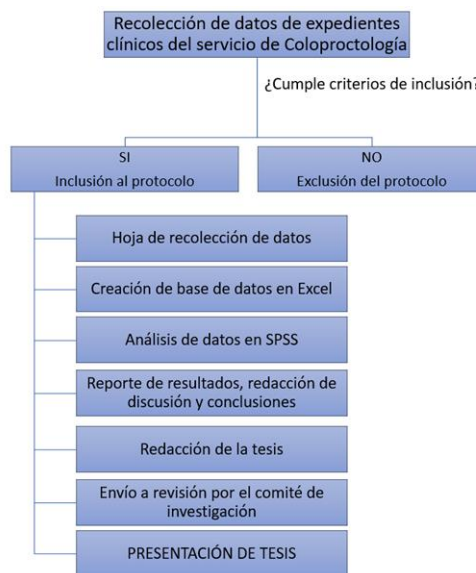 Recolección de datos de expedientes
clínicos del servicio de Coloproctología
¿Cumple criterios de inclusión?
SI
Inclusión al protocolo
NO
Exclusión del protocolo
Hoja de recolección de datos
Creación de base de datos en Excel
Análisis de datos en SPSS
Reporte de resultados, redacción de
discusión y conclusiones
Redacción de la tesis
Envío a revisión por el comité de
investigación
PRESENTACIÓN DE TESIS